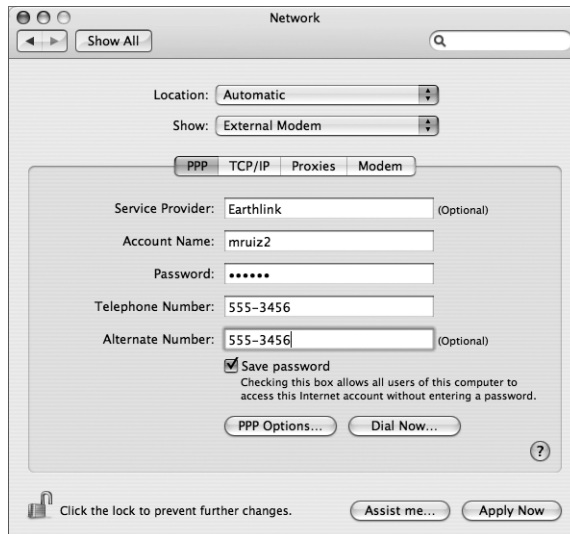 Network
Show All
Location: Automatic
Show: External Modem
PPP TCP/IP Proxies Modem
Service Provider: Earthlink (Optional)
Account Name: mruiz2
Password: ••••••
Telephone Number: 555-3456
Alternate Number: 555-3456 (Optional)
Save password
Checking this box allows all users of this computer to
access this Internet account without entering a password.
PPP Options... Dial Now...
?
Click the lock to prevent further changes. Assist me... Apply Now